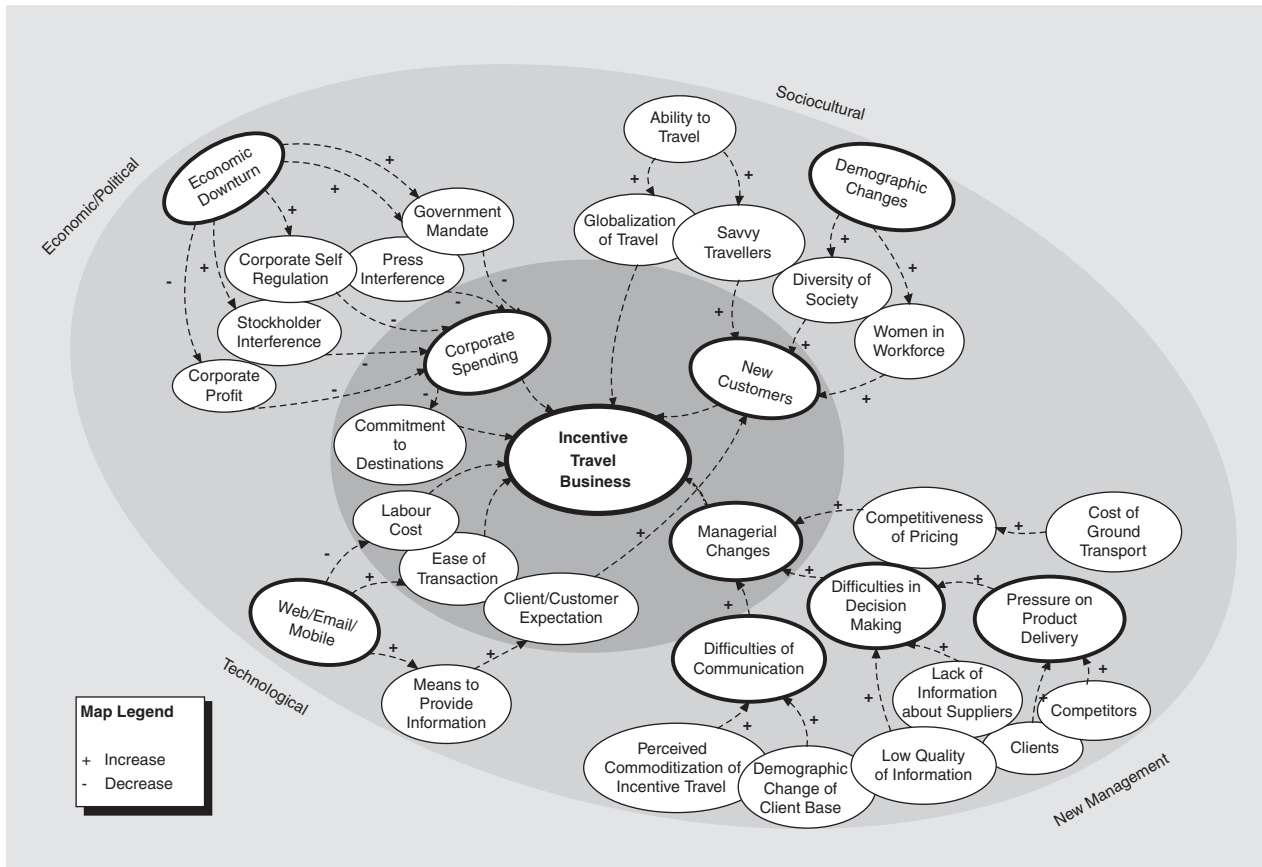 Sociocultural
Economic/Political
Economic
Downturn
+
+
+
+
-
Government
Mandate
Corporate Self
Regulation
Press
Interference
Stockholder
Interference
Corporate
Profit
-
-
-
-
-
Corporate
Spending
-
Commitment
to
Destinations
Ability to
Travel
+
+
Globalization
of Travel
Savvy
Travellers
Demographic
Changes
+
+
Diversity of
Society
Women in
Workforce
+
+
+
New
Customers
Incentive
Travel
Business
Labour
Cost
Ease of
Transaction
-
+
Web/Email/
Mobile
+
Means to
Provide
Information
+
Client/Customer
Expectation
+
Technological
Managerial
Changes
+
Competitiveness
of Pricing
+
Cost of
Ground
Transport
+
Difficulties in
Decision
Making
+
Pressure on
Product
Delivery
+
Difficulties of
Communication
+
+
Perceived
Commoditization of
Incentive Travel
Demographic
Change of
Client Base
+
+
Lack of
Information
about Suppliers
Low Quality
of Information
+
+
Clients
Competitors
New Management
Map Legend
+ Increase
- Decrease